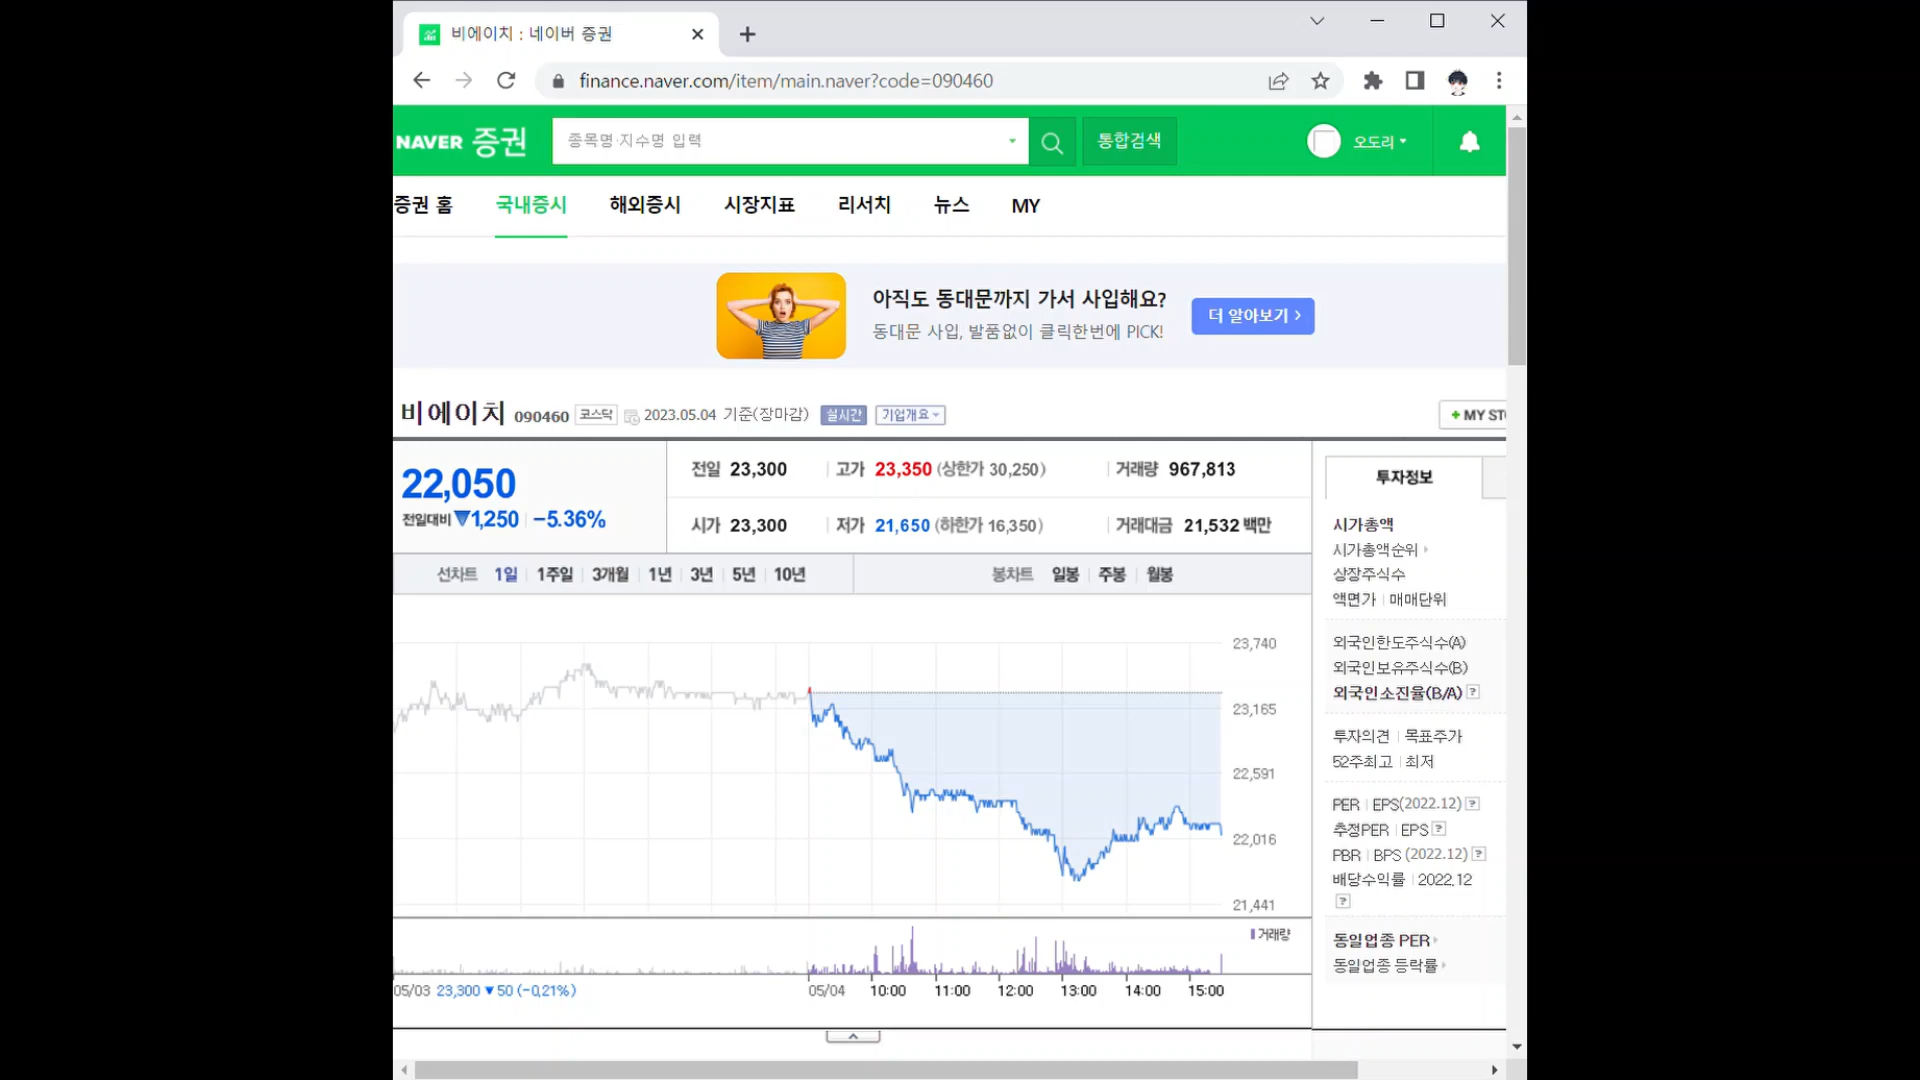 비에이치 : 네이버 증권
finance.naver.com/item/main.naver?code=090460
NAVER 증권
종목명·지수명 입력
통합검색
오도리
증권 홈 국내증시 해외증시 시장지표 리서치 뉴스 MY
아직도 동대문까지 가서 사입해요?
동대문 사입, 발품없이 클릭한번에 PICK!
더 알아보기 >
비에이치 090460 코스닥 2023.05.04 기준(장마감) 실시간 기업개요
+ MY ST
22,050
전일대비 ▼1,250 -5.36%
전일 23,300 고가 23,350 (상한가 30,250) 거래량 967,813
시가 23,300 저가 21,650 (하한가 16,350) 거래대금 21,532 백만
선차트 1일 1주일 3개월 1년 3년 5년 10년
봉차트 일봉 주봉 월봉
23,740
23,165
22,591
22,016
21,441
거래량
05/03 23,300 ▼50 (-0.21%)
05/04 10:00 11:00 12:00 13:00 14:00 15:00
투자정보
시가총액
시가총액순위
상장주식수
액면가 | 매매단위
외국인한도주식수(A)
외국인보유주식수(B)
외국인소진율(B/A) ?
투자의견 | 목표주가
52주최고 | 최저
PER | EPS(2022.12) ?
추정PER | EPS ?
PBR | BPS (2022.12) ?
배당수익률 | 2022.12
?
동일업종 PER
동일업종 등락률